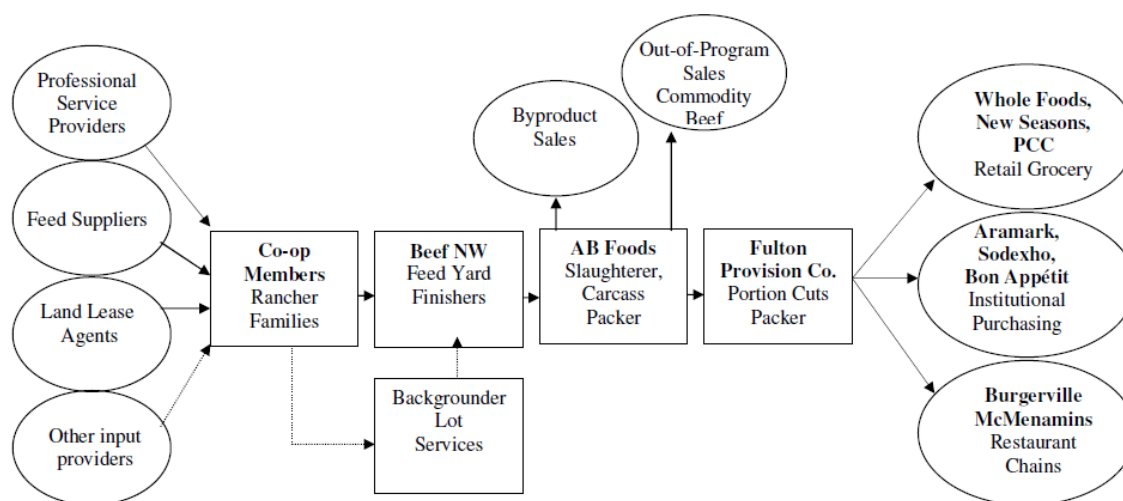 Professional
Service
Providers
Feed Suppliers
Land Lease
Agents
Other input
providers
Co-op
Members
Rancher
Families
Beef NW
Feed Yard
Finishers
Backgrounder
Lot
Services
Byproduct
Sales
Out-of-Program
Sales
Commodity
Beef
AB Foods
Slaughterer,
Carcass
Packer
Fulton
Provision Co.
Portion Cuts
Packer
Whole Foods,
New Seasons,
PCC
Retail Grocery
Aramark,
Sodexho,
Bon Appétit
Institutional
Purchasing
Burgerville
McMenamins
Restaurant
Chains